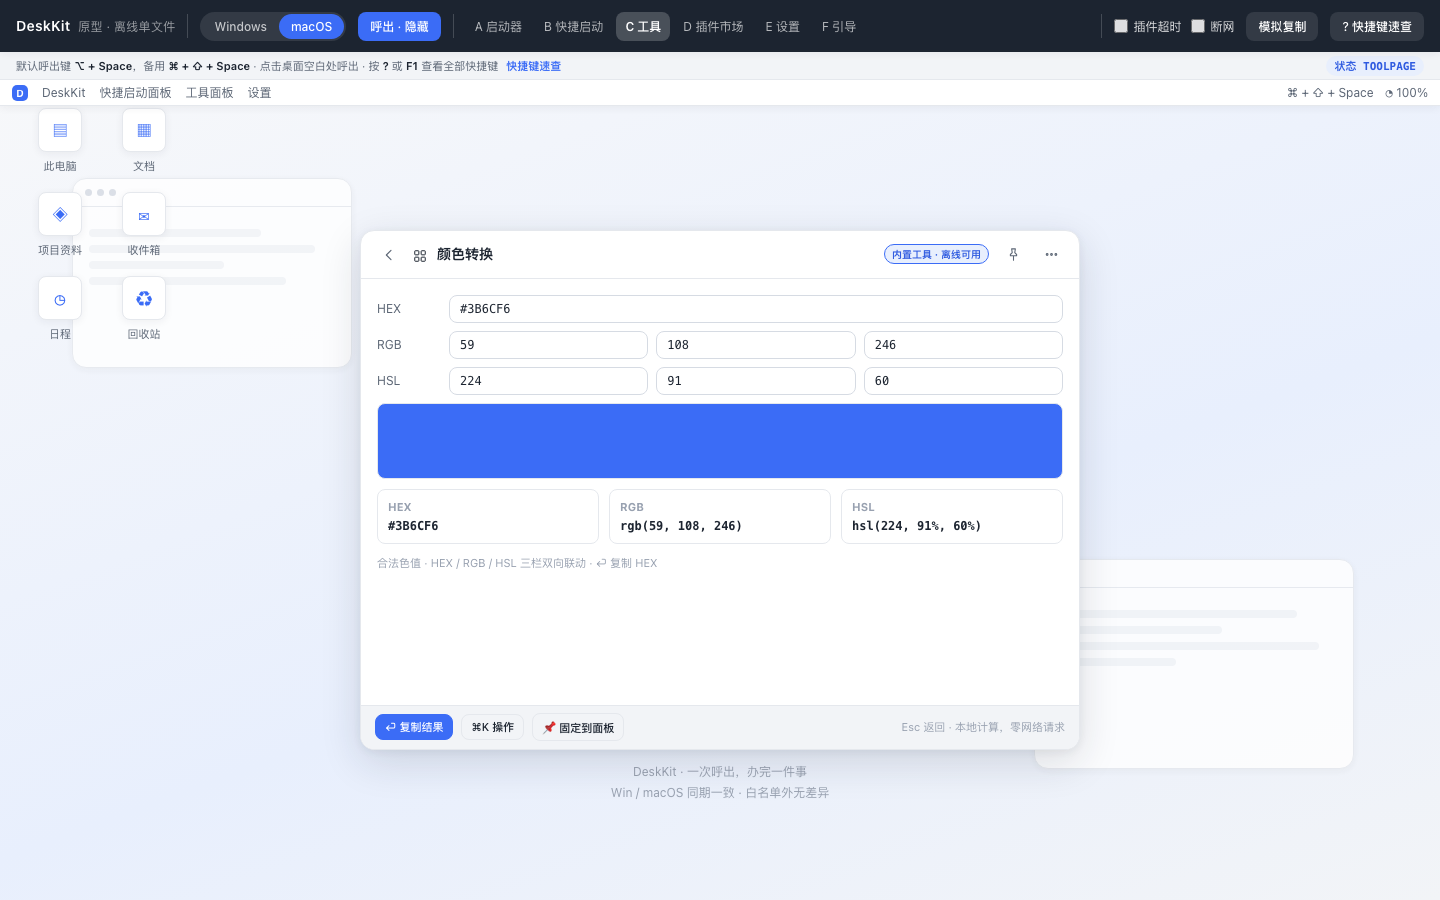 DeskKit 原型 · 离线单文件 Windows macOS 呼出 · 隐藏 A 启动器 B 快捷启动 C 工具 D 插件市场 E 设置 F 引导 插件超时 断网 模拟复制 ? 快捷键速查
默认呼出键 ⌥ + Space，备用 ⌘ + ⇧ + Space · 点击桌面空白处呼出 · 按 ? 或 F1 查看全部快捷键 快捷键速查 状态 TOOLPAGE
D DeskKit 快捷启动面板 工具面板 设置 ⌘ + ⇧ + Space ◔ 100%
此电脑 文档
项目资料 收件箱
日程 回收站
颜色转换 内置工具 · 离线可用
HEX #3B6CF6
RGB 59 108 246
HSL 224 91 60
HEX RGB HSL
#3B6CF6 rgb(59, 108, 246) hsl(224, 91%, 60%)
合法色值 · HEX / RGB / HSL 三栏双向联动 · ↩ 复制 HEX
↩ 复制结果 ⌘K 操作 📌 固定到面板 Esc 返回 · 本地计算，零网络请求
DeskKit · 一次呼出，办完一件事
Win / macOS 同期一致 · 白名单外无差异